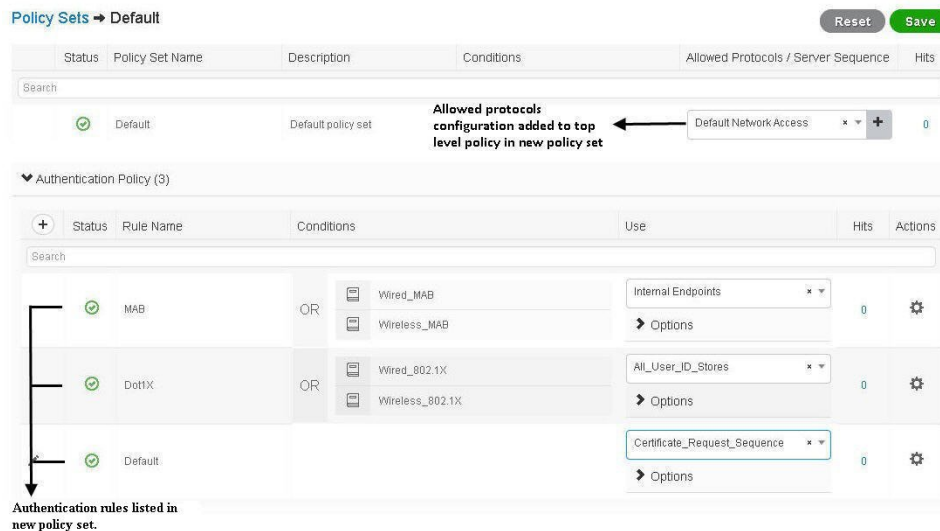 Policy Sets → Default
Reset
Save
Status Policy Set Name Description Conditions Allowed Protocols / Server Sequence Hits
Search
Default Default policy set Default Network Access × + 0
Allowed protocols
configuration added to top
level policy in new policy set
Authentication Policy (3)
+ Status Rule Name Conditions Use Hits Actions
Search
MAB OR Wired_MAB Internal Endpoints × 0
Wireless_MAB Options
Dot1X OR Wired_802.1X All_User_ID_Stores × 0
Wireless_802.1X Options
Default Certificate_Request_Sequence × 0
Options
Authentication rules listed in
new policy set.